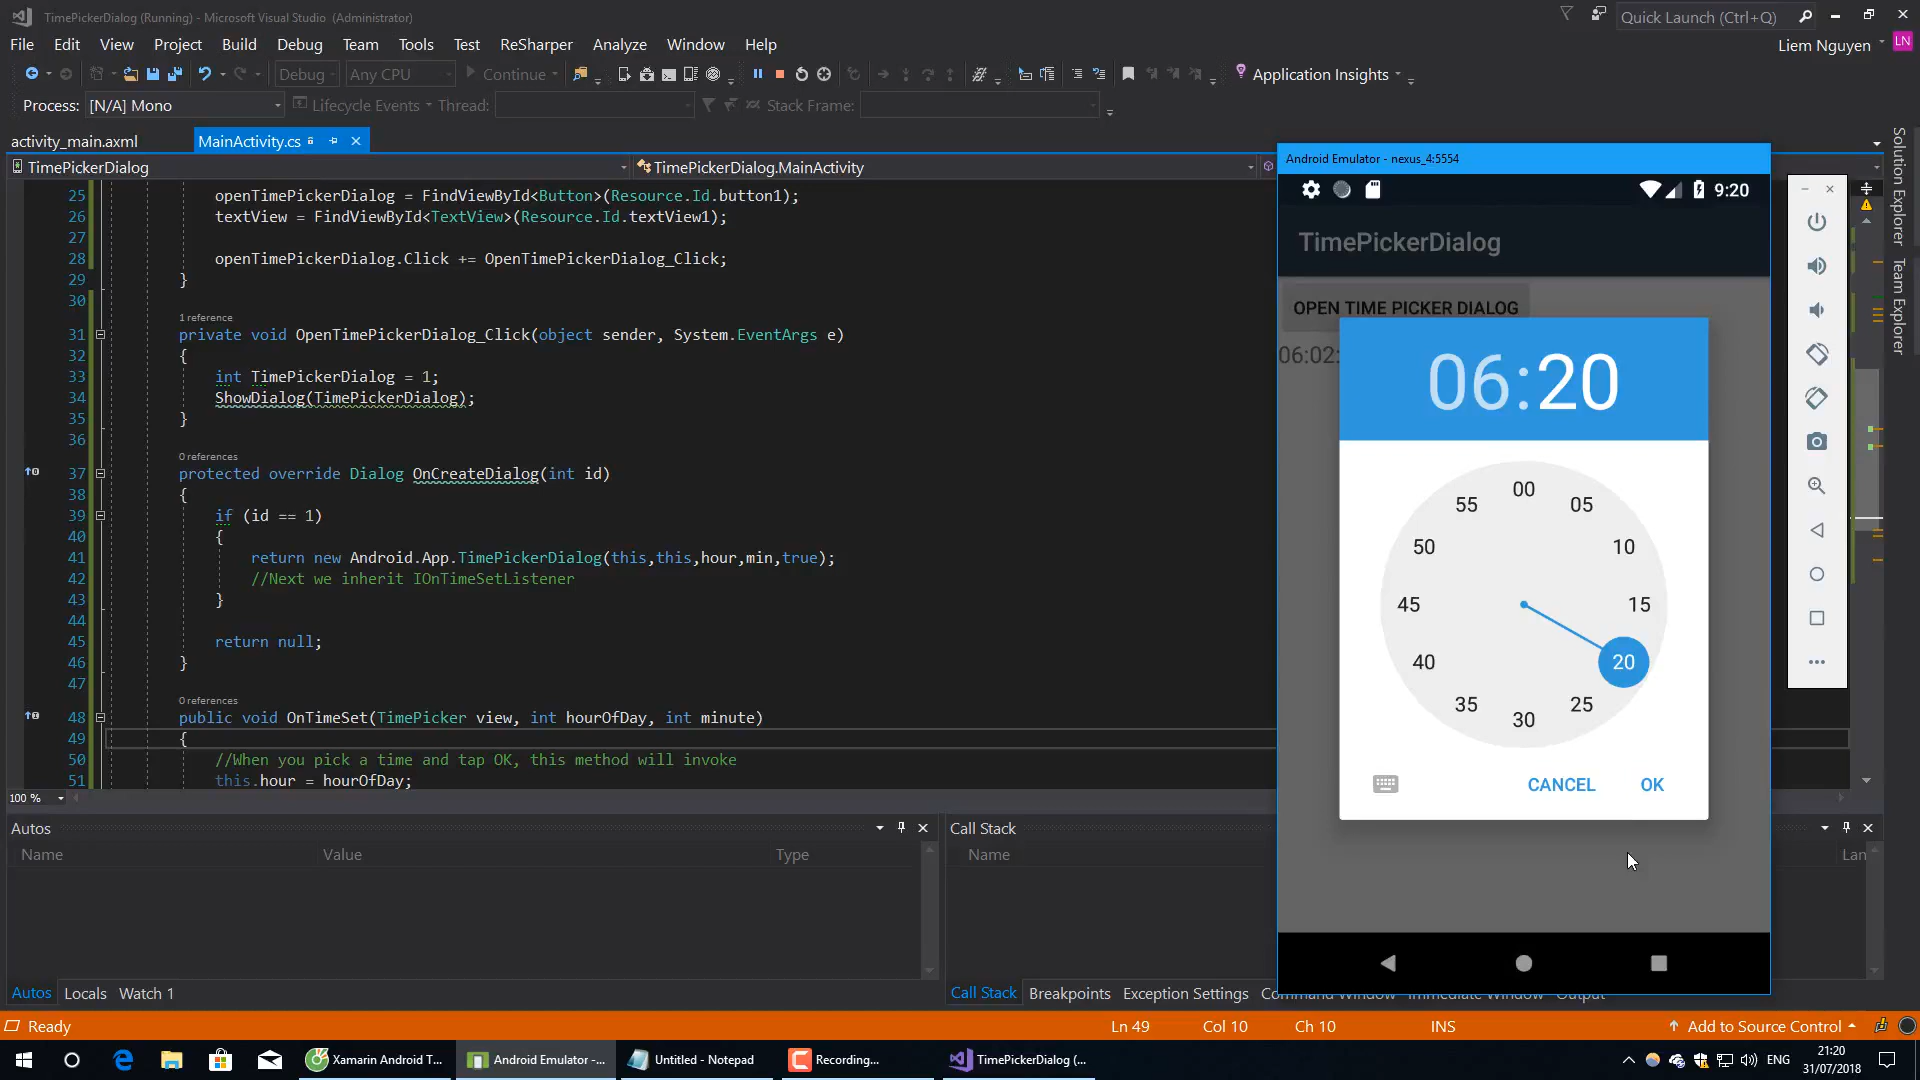 TimePickerDialog (Running) - Microsoft Visual Studio (Administrator)
Quick Launch (Ctrl+Q)
File Edit View Project Build Debug Team Tools Test ReSharper Analyze Window Help
Liem Nguyen LN
Debug Any CPU Continue Application Insights
Process: [N/A] Mono Lifecycle Events Thread: Stack Frame:
activity_main.axml MainActivity.cs
TimePickerDialog TimePickerDialog.MainActivity
25 openTimePickerDialog = FindViewById<Button>(Resource.Id.button1);
26 textView = FindViewById<TextView>(Resource.Id.textView1);
27
28 openTimePickerDialog.Click += OpenTimePickerDialog_Click;
29 }
30
1 reference
31 private void OpenTimePickerDialog_Click(object sender, System.EventArgs e)
32 {
33 int TimePickerDialog = 1;
34 ShowDialog(TimePickerDialog);
35 }
36
0 references
37 protected override Dialog OnCreateDialog(int id)
38 {
39 if (id == 1)
40 {
41 return new Android.App.TimePickerDialog(this,this,hour,min,true);
42 //Next we inherit IOnTimeSetListener
43 }
44
45 return null;
46 }
47
0 references
48 public void OnTimeSet(TimePicker view, int hourOfDay, int minute)
49 {
50 //When you pick a time and tap OK, this method will invoke
51 this.hour = hourOfDay;
100 %
Android Emulator - nexus_4:5554
9:20
TimePickerDialog
OPEN TIME PICKER DIALOG
06:02:
06:20
00
55 05
50 10
45 15
40 20
35 25
30
CANCEL OK
Solution Explorer
Team Explorer
Autos
Name Value Type
Call Stack
Name Lan
Autos Locals Watch 1
Call Stack Breakpoints Exception Settings Command Window Immediate Window Output
Ready Ln 49 Col 10 Ch 10 INS Add to Source Control
Xamarin Android T... Android Emulator -... Untitled - Notepad Recording... TimePickerDialog (...
ENG
21:20
31/07/2018